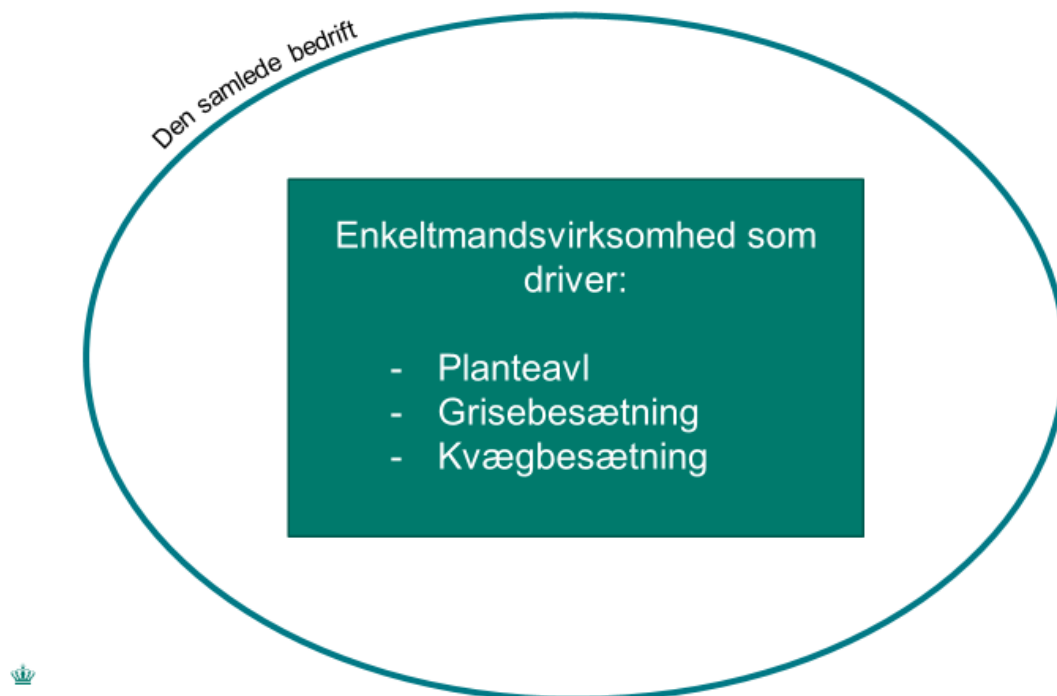 Den samlede bedrift
Enkeltmandsvirksomhed som
driver:
- Planteavl
- Grisebesætning
- Kvægbesætning